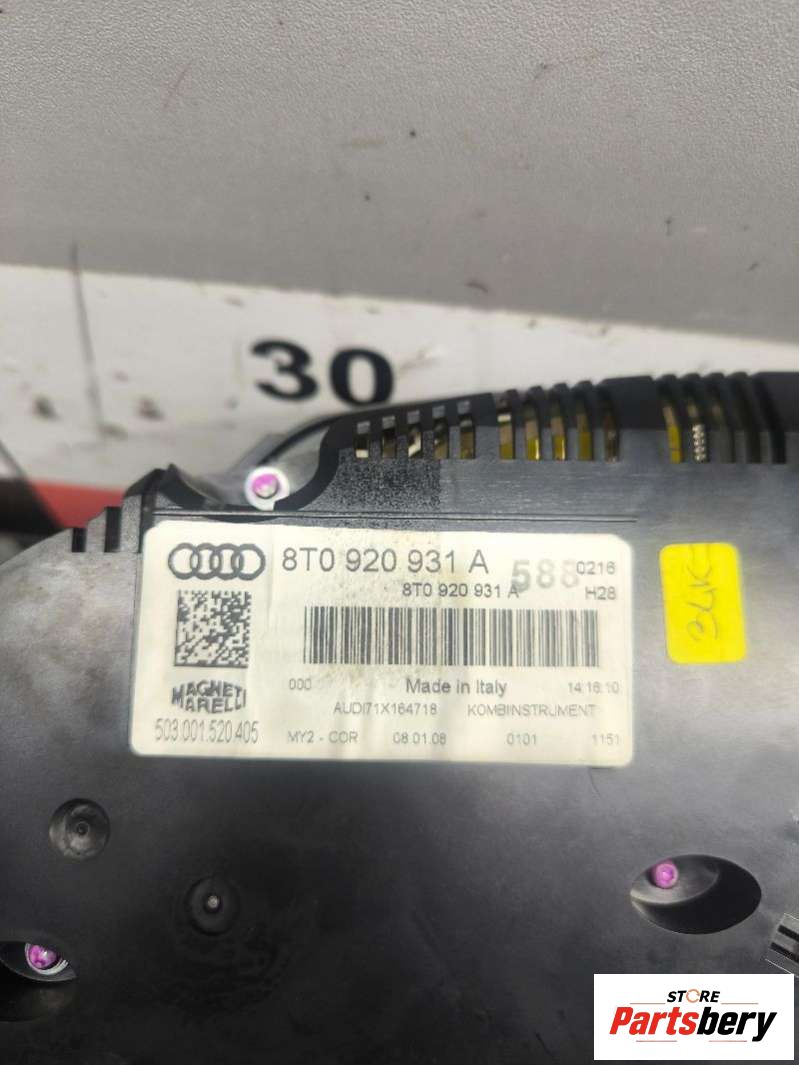 30
8T0 920 931 A
588
0216
8T0 920 931 A
H28
000
Made in Italy
14:16:10
MAGNETI
MARELLI
AUDI71X164718
KOMBIINSTRUMENT
503.001.520.405
MY2 - COR
08.01.08
0101
1151
STORE
Partsbery